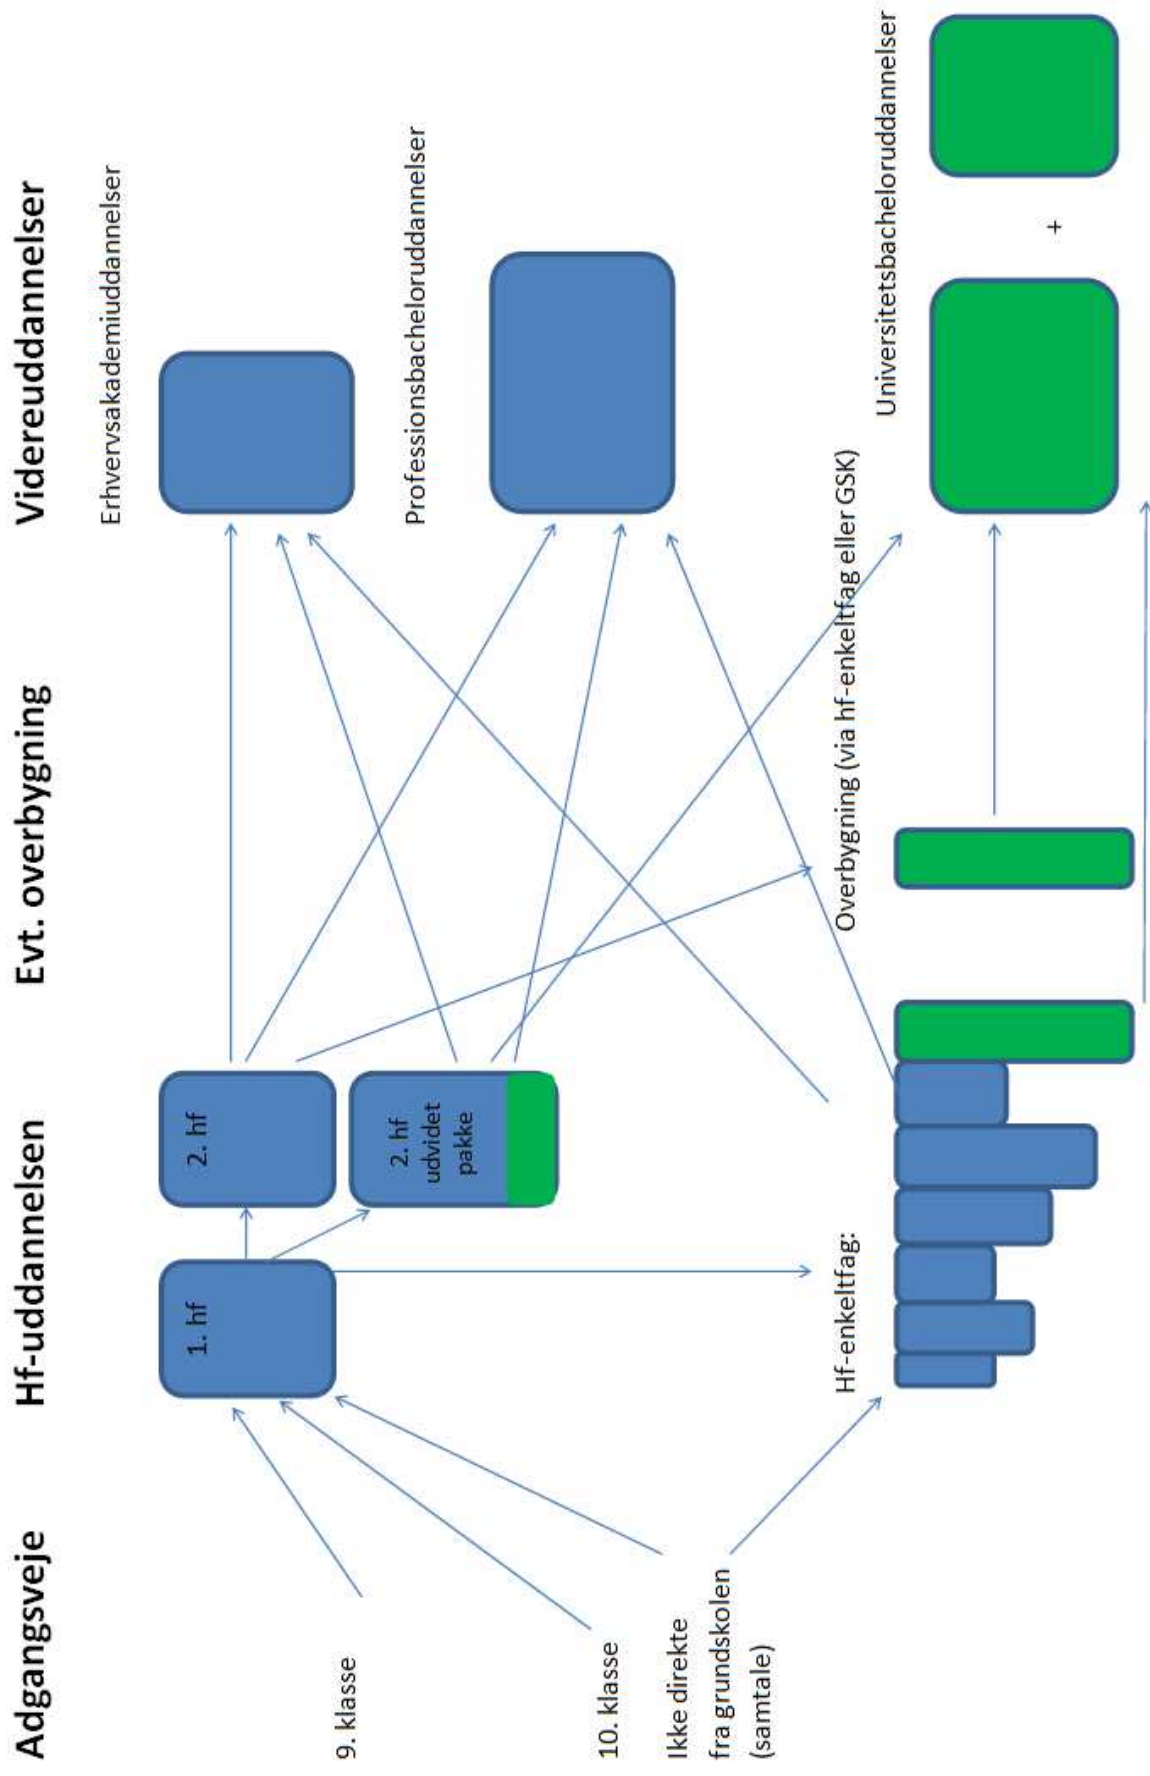 Adgangsveje
Hf-uddannelsen
Evt. overbygning
Videreuddannelser
9. klasse
10. klasse
Ikke direkte
fra grundskolen
(samtale)
1. hf
2. hf
2. hf
udvidet
pakke
Hf-enkeltfag:
Overbygning (via hf-enkeltfag eller GSK)
Erhvervsakademiuddannelser
Professionsbacheloruddannelser
Universitetsbacheloruddannelser
+